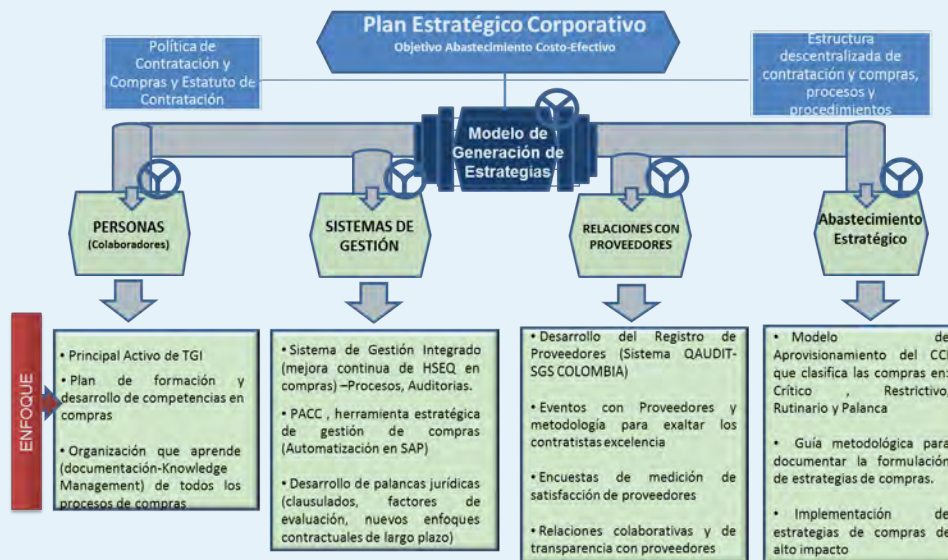 Plan Estratégico Corporativo
Objetivo Abastecimiento Costo-Efectivo
Política de
Contratación y
Compras y Estatuto de
Contratación
Estructura
descentralizada de
contratación y compras,
procesos y
procedimientos
Modelo de
Generación de
Estrategias
PERSONAS
(Colaboradores)
SISTEMAS DE
GESTIÓN
RELACIONES CON
PROVEEDORES
Abastecimiento
Estratégico
ENFOQUE
• Principal Activo de TGI
• Plan de formación y
desarrollo de competencias en
compras
• Organización que aprende
(documentación-Knowledge
Management) de todos los
procesos de compras
• Sistema de Gestión Integrado
(mejora continua de HSEQ en
compras) –Procesos, Auditorias.
• PACC , herramienta estratégica
de gestión de compras
(Automatización en SAP)
• Desarrollo de palancas jurídicas
(clausulados, factores de
evaluación, nuevos enfoques
contractuales de largo plazo)
• Desarrollo del Registro de
Proveedores (Sistema QAUDIT-
SGS COLOMBIA)
• Eventos con Proveedores y
metodología para exaltar los
contratistas excelencia
• Encuestas de medición de
satisfacción de proveedores
• Relaciones colaborativas y de
transparencia con proveedores
• Modelo de
Aprovisionamiento del CCI
que clasifica las compras en:
Crítico , Restrictivo,
Rutinario y Palanca
• Guía metodológica para
documentar la formulación
de estrategias de compras.
• Implementación de
estrategias de compras de
alto impacto